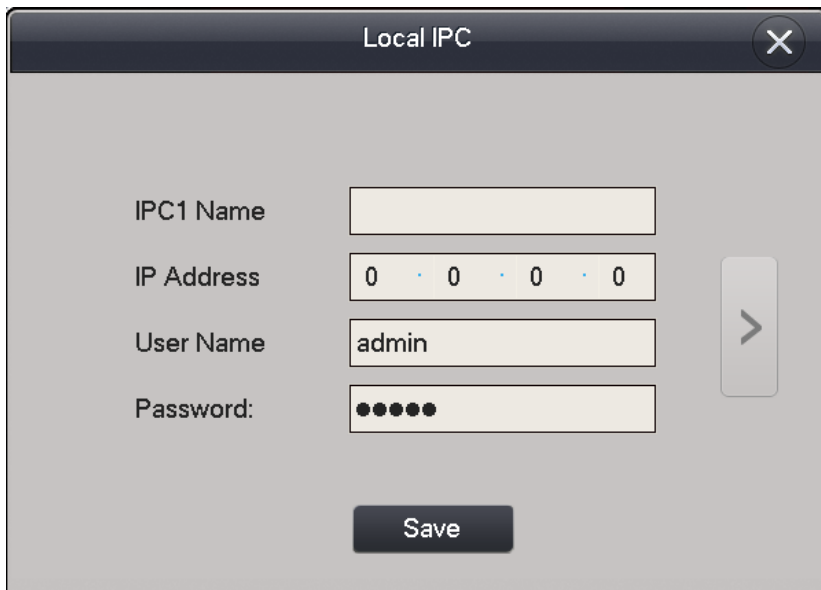 Local IPC
IPC1 Name
IP Address 0 . 0 . 0 . 0
User Name admin
Password: ●●●●●
Save